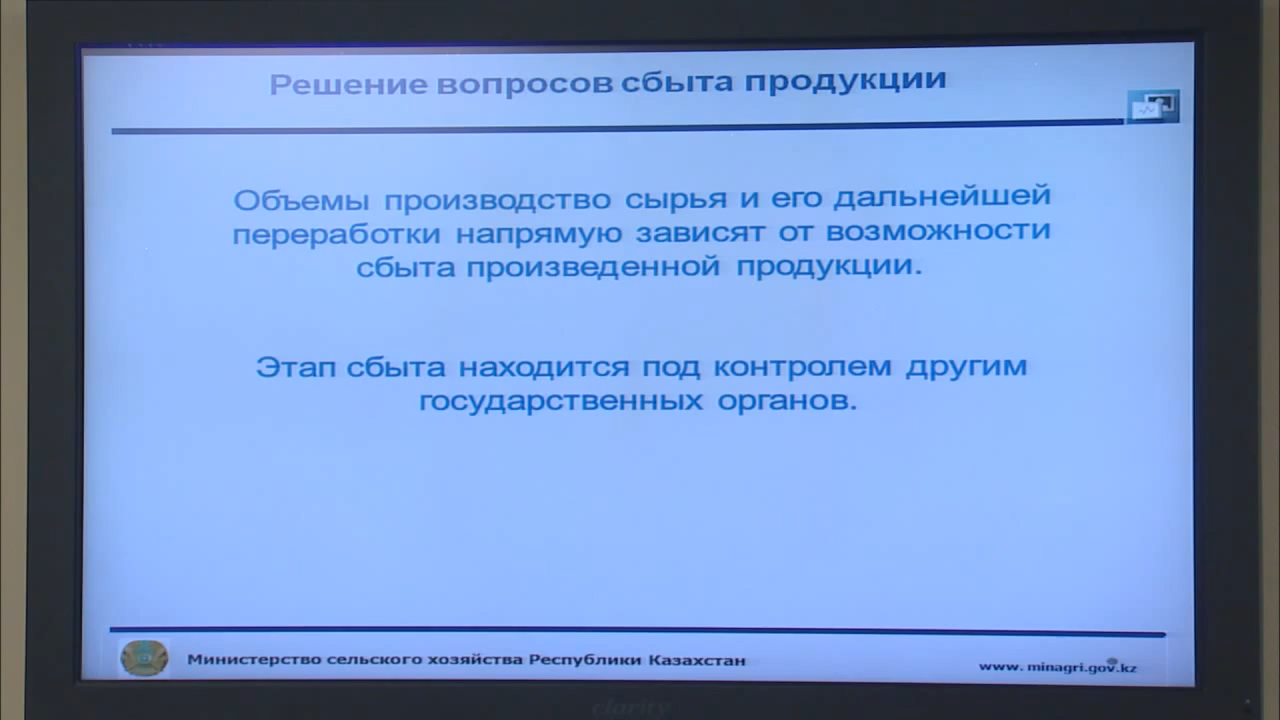 Решение вопросов сбыта продукции
Объемы производство сырья и его дальнейшей
переработки напрямую зависят от возможности
сбыта произведенной продукции.
Этап сбыта находится под контролем другим
государственных органов.
Министерство сельского хозяйства Республики Казахстан
www. minagri.gov.kz
clarity